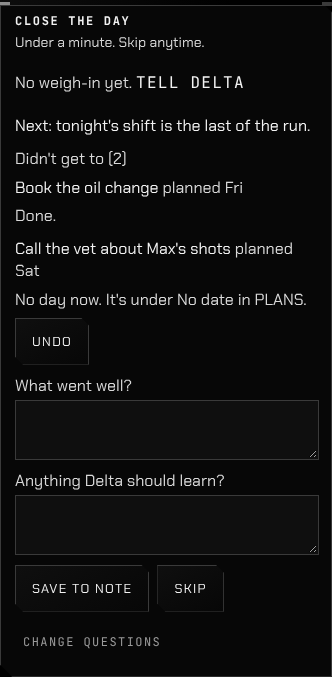 CLOSE THE DAY
Under a minute. Skip anytime.
No weigh-in yet. TELL DELTA
Next: tonight's shift is the last of the run.
Didn't get to (2)
Book the oil change planned Fri
Done.
Call the vet about Max's shots planned
Sat
No day now. It's under No date in PLANS.
UNDO
What went well?
Anything Delta should learn?
SAVE TO NOTE
SKIP
CHANGE QUESTIONS